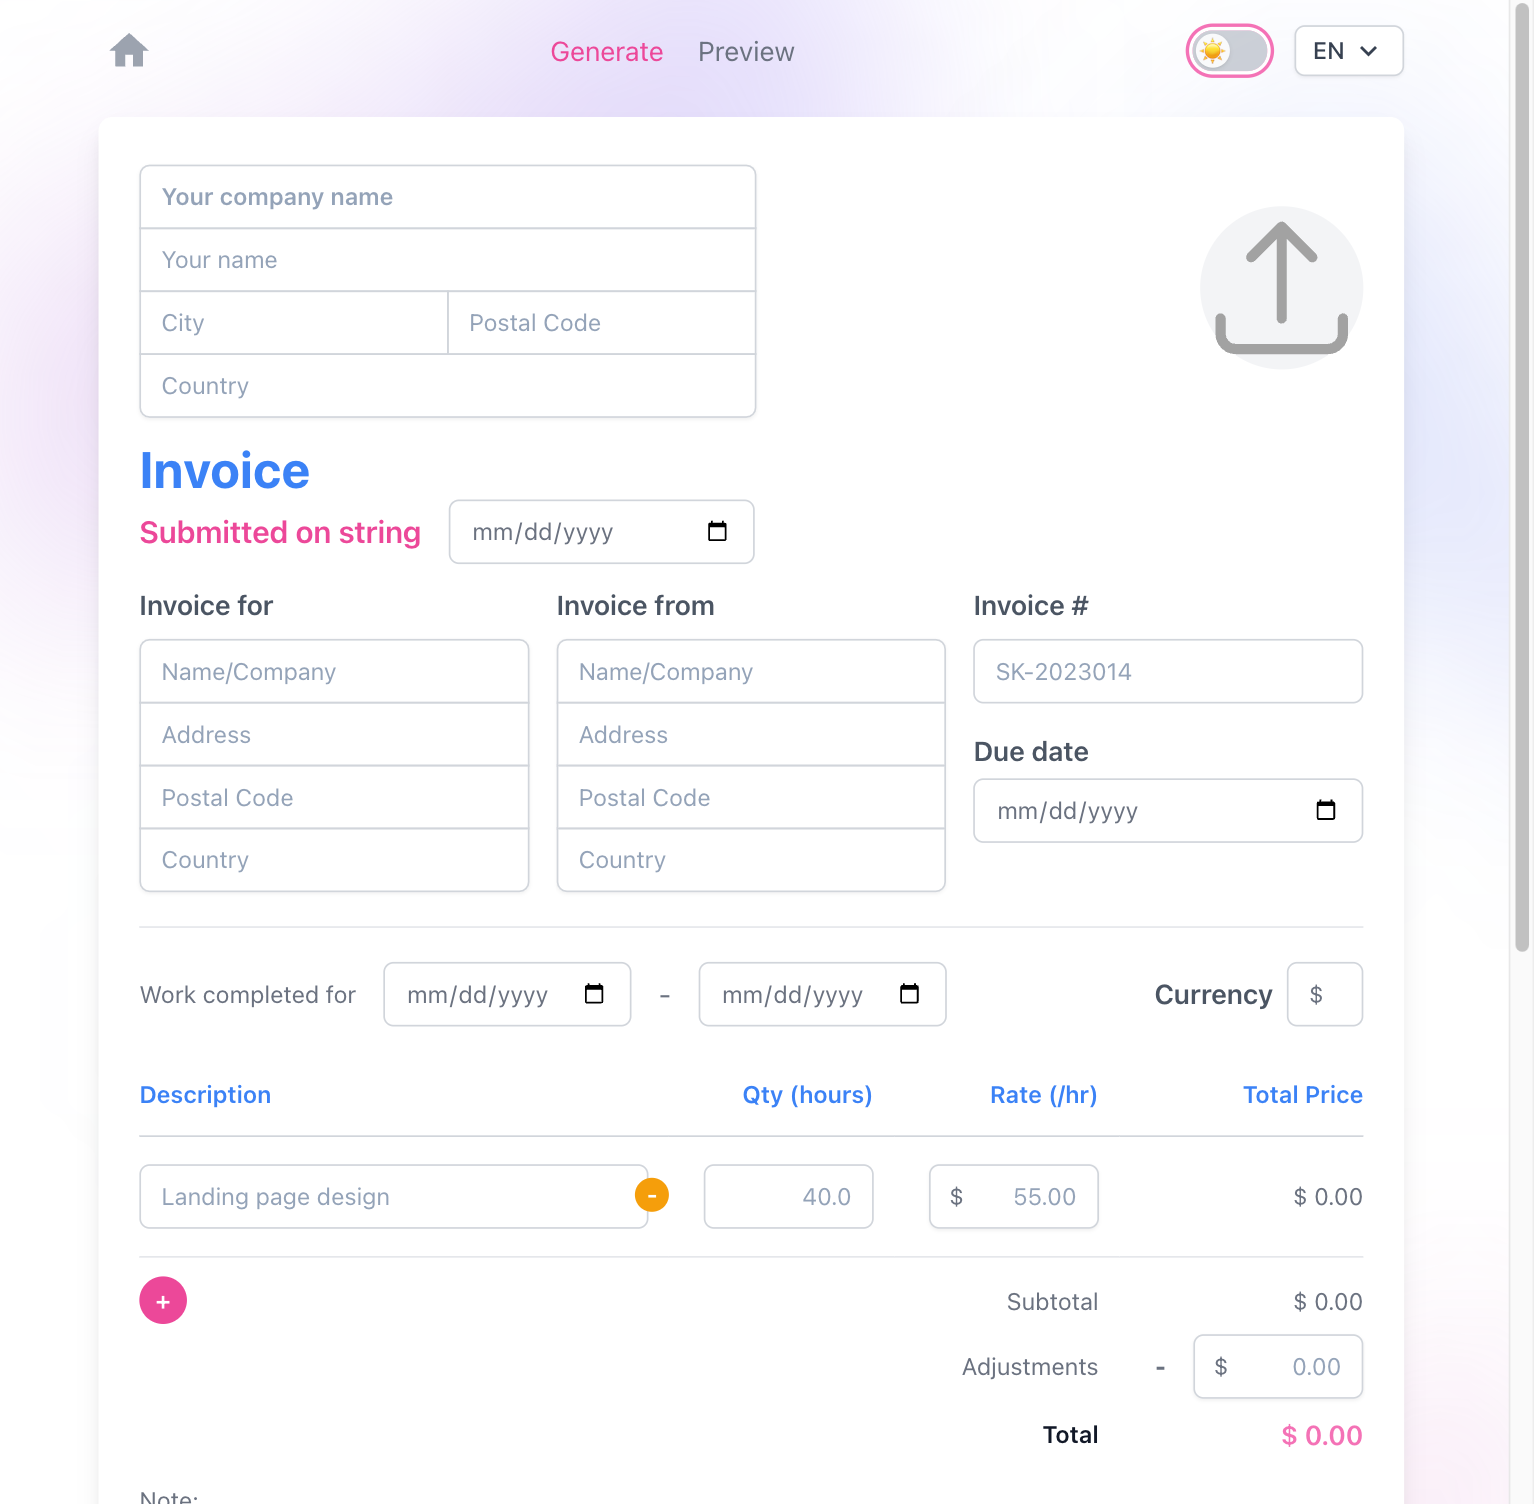 Generate Preview EN
Your company name
Your name
City Postal Code
Country
Invoice
Submitted on string mm/dd/yyyy
Invoice for Invoice from Invoice #
Name/Company Name/Company SK-2023014
Address Address
Due date
Postal Code Postal Code mm/dd/yyyy
Country Country
Work completed for mm/dd/yyyy - mm/dd/yyyy Currency $
Description Qty (hours) Rate (/hr) Total Price
Landing page design - 40.0 $ 55.00 $ 0.00
+ Subtotal $ 0.00
Adjustments - $ 0.00
Total $ 0.00
Note: